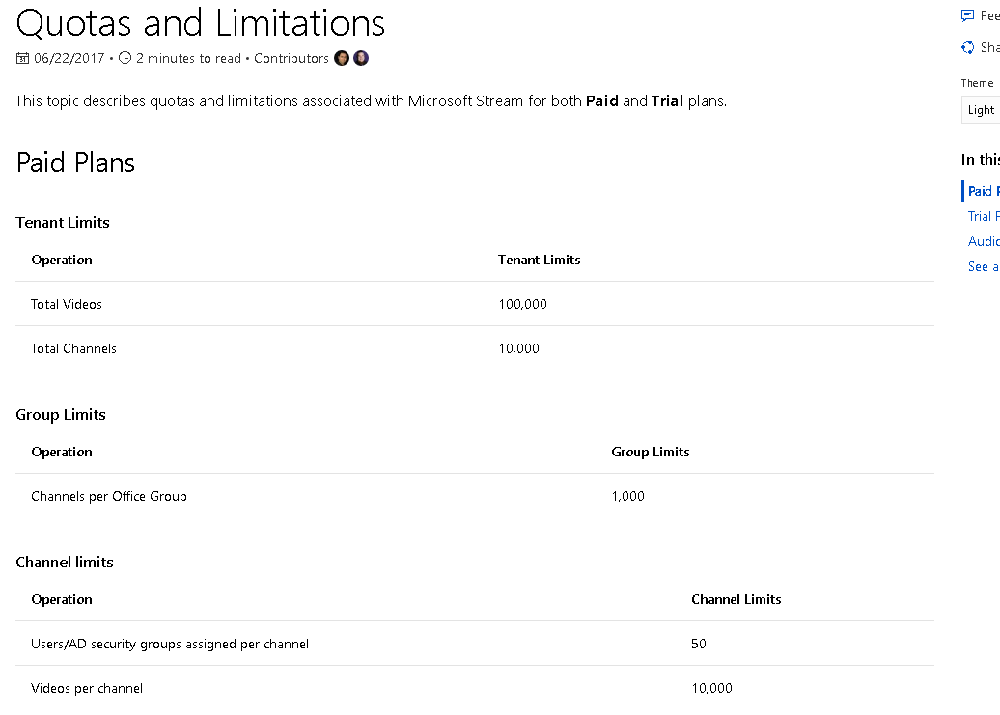 Quotas and Limitations
06/22/2017 • 2 minutes to read • Contributors
This topic describes quotas and limitations associated with Microsoft Stream for both Paid and Trial plans.
Paid Plans
Tenant Limits
Operation Tenant Limits
Total Videos 100,000
Total Channels 10,000
Group Limits
Operation Group Limits
Channels per Office Group 1,000
Channel limits
Operation Channel Limits
Users/AD security groups assigned per channel 50
Videos per channel 10,000
Fee
Sha
Theme
Light
In this
Paid P
Trial P
Audio
See a